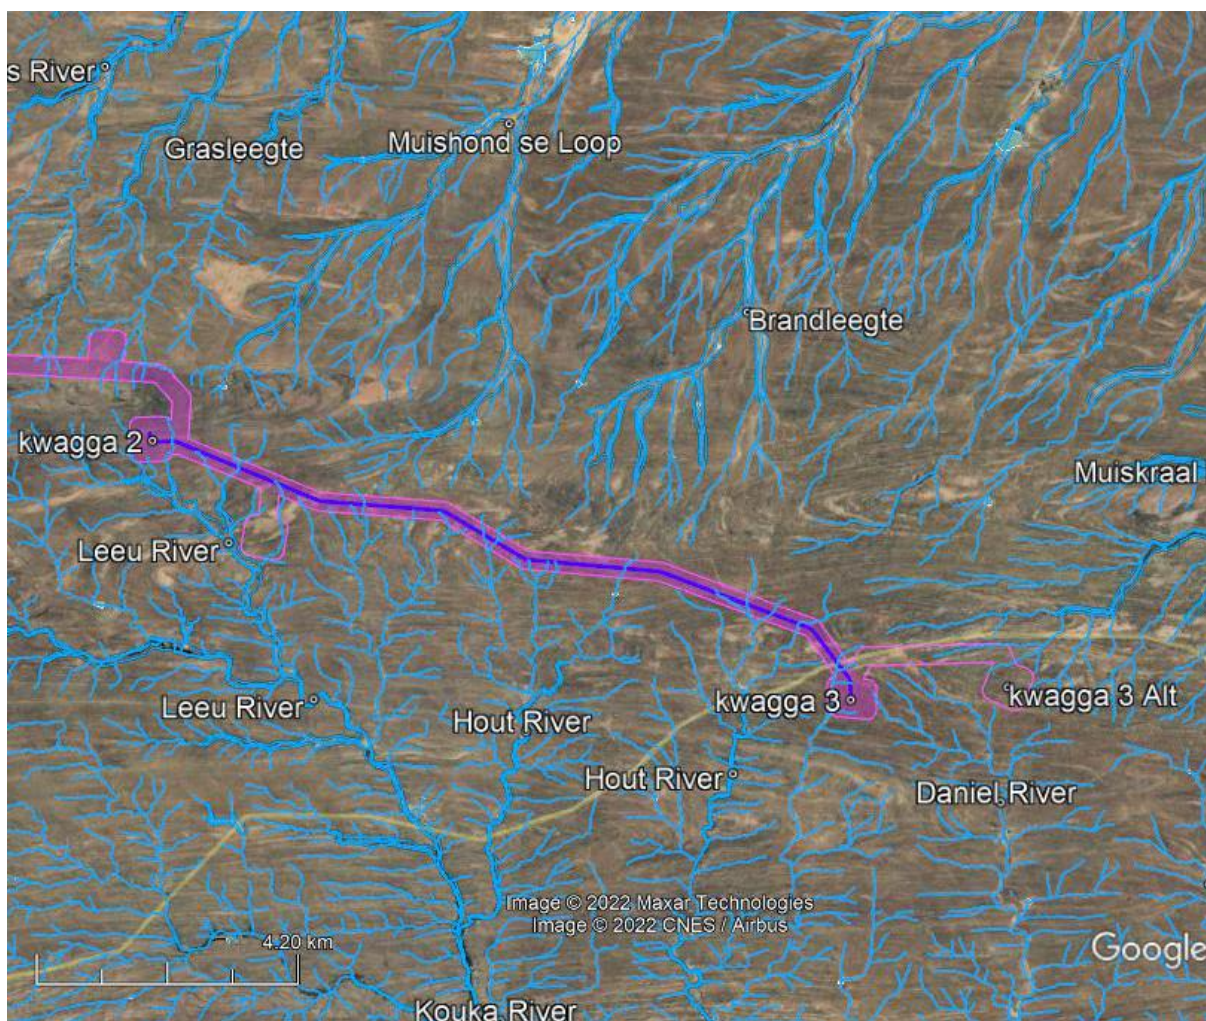 s River
Grasleegte
Muishond se Loop
Brandleegte
kwagga 2
Muiskraal
Leeu River
Leeu River
kwagga 3
kwagga 3 Alt
Hout River
Hout River
Daniel River
Image © 2022 Maxar Technologies
Image © 2022 CNES / Airbus
4.20 km
Google
Kouka River